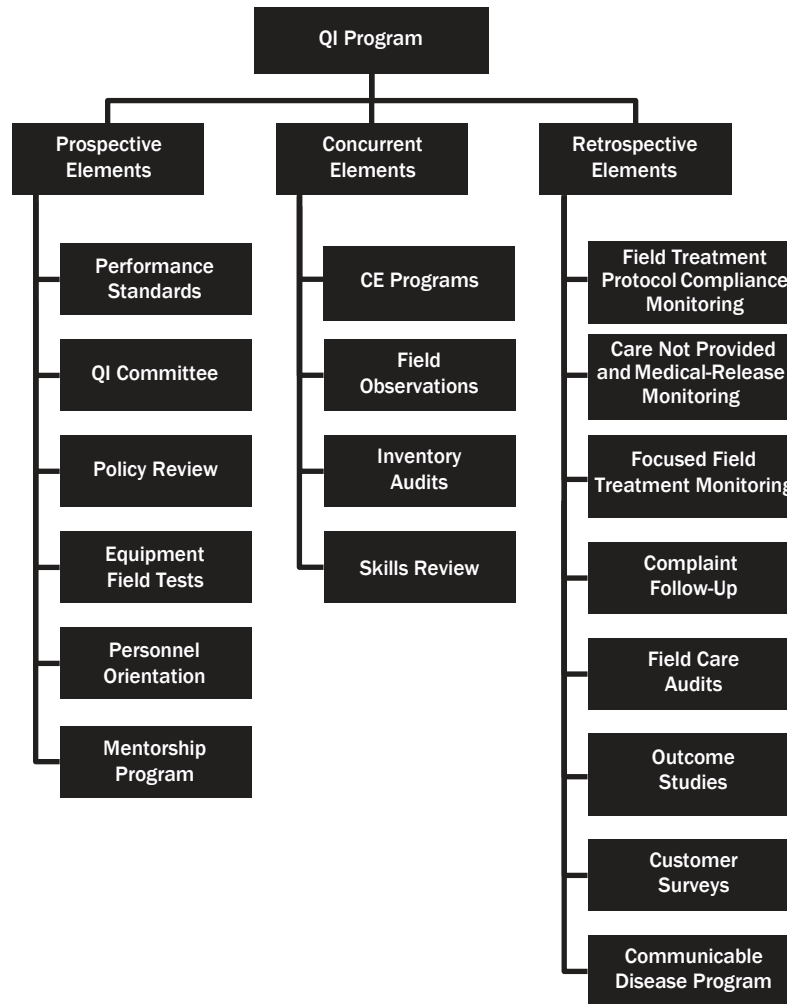 QI Program
Prospective
Elements
Performance
Standards
QI Committee
Policy Review
Equipment
Field Tests
Personnel
Orientation
Mentorship
Program
Concurrent
Elements
CE Programs
Field
Observations
Inventory
Audits
Skills Review
Retrospective
Elements
Field Treatment
Protocol Compliance
Monitoring
Care Not Provided
and Medical-Release
Monitoring
Focused Field
Treatment Monitoring
Complaint
Follow-Up
Field Care
Audits
Outcome
Studies
Customer
Surveys
Communicable
Disease Program